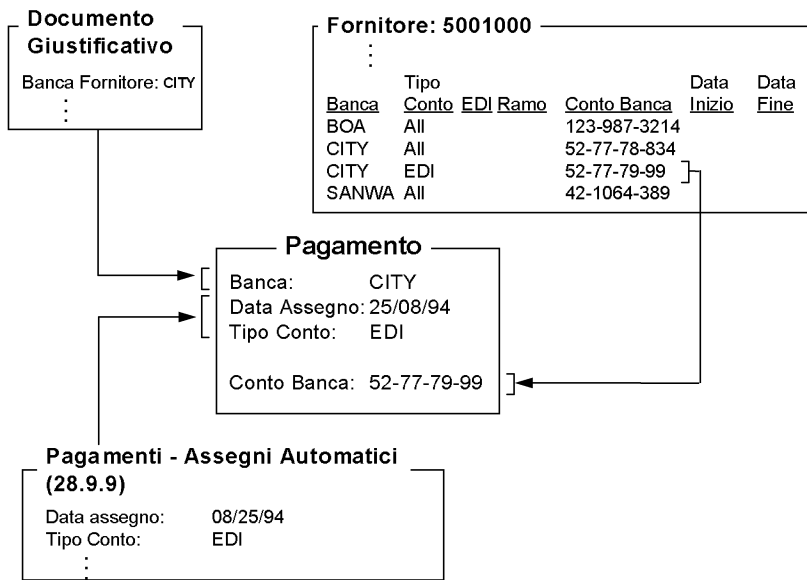 Documento
Giustificativo
Banca Fornitore: CITY
Fornitore: 5001000
Tipo Data Data
Banca Conto EDI Ramo Conto Banca Inizio Fine
BOA All 123-987-3214
CITY All 52-77-78-834
CITY EDI 52-77-79-99
SANWA All 42-1064-389
Pagamento
Banca: CITY
Data Assegno: 25/08/94
Tipo Conto: EDI
Conto Banca: 52-77-79-99
Pagamenti - Assegni Automatici
(28.9.9)
Data assegno: 08/25/94
Tipo Conto: EDI